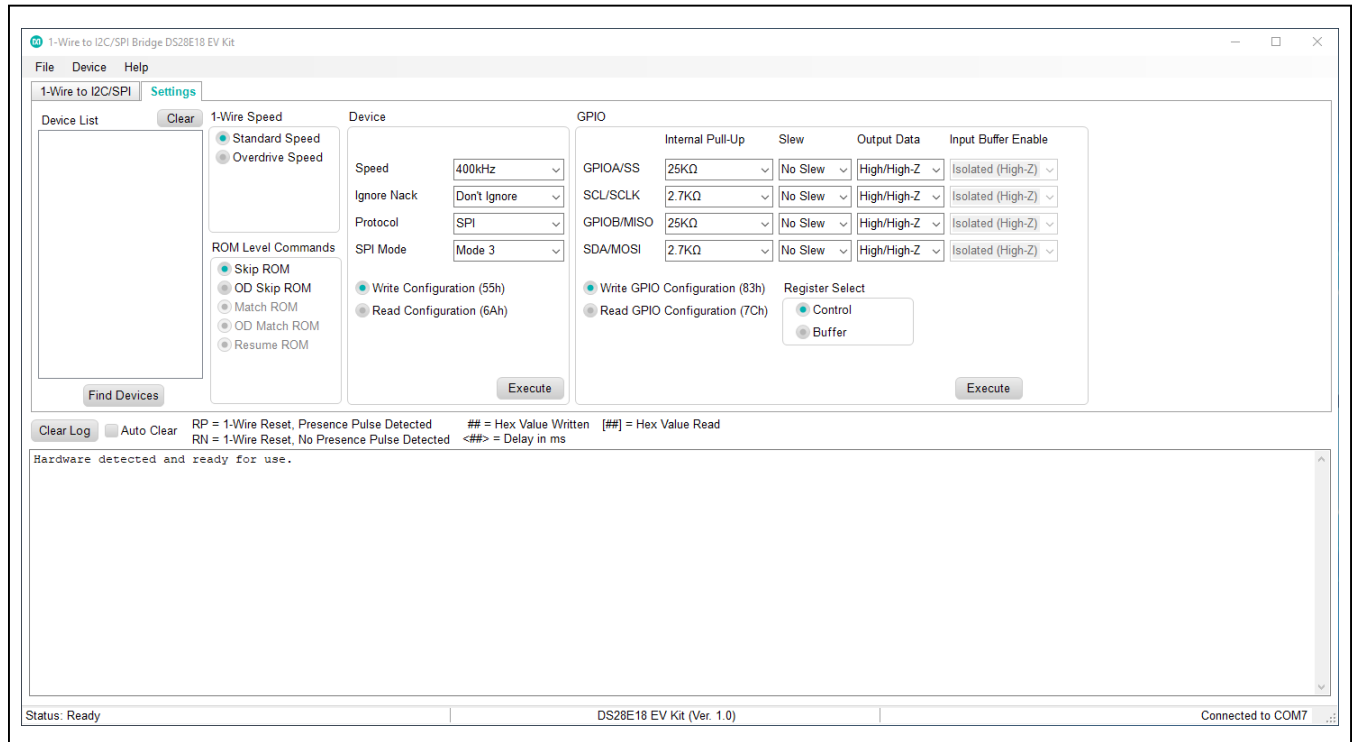 1-Wire to I2C/SPI Bridge DS28E18 EV Kit
File Device Help
1-Wire to I2C/SPI Settings
Device List Clear
Find Devices
1-Wire Speed
Standard Speed
Overdrive Speed
ROM Level Commands
Skip ROM
OD Skip ROM
Match ROM
OD Match ROM
Resume ROM
Device
Speed 400kHz
Ignore Nack Don't Ignore
Protocol SPI
SPI Mode Mode 3
Write Configuration (55h)
Read Configuration (6Ah)
Execute
GPIO
Internal Pull-Up Slew Output Data Input Buffer Enable
GPIOA/SS 25KΩ No Slew High/High-Z Isolated (High-Z)
SCL/SCLK 2.7KΩ No Slew High/High-Z Isolated (High-Z)
GPIOB/MISO 25KΩ No Slew High/High-Z Isolated (High-Z)
SDA/MOSI 2.7KΩ No Slew High/High-Z Isolated (High-Z)
Write GPIO Configuration (83h)
Read GPIO Configuration (7Ch)
Register Select
Control
Buffer
Execute
Clear Log Auto Clear
RP = 1-Wire Reset, Presence Pulse Detected ## = Hex Value Written [##] = Hex Value Read
RN = 1-Wire Reset, No Presence Pulse Detected <##> = Delay in ms
Hardware detected and ready for use.
Status: Ready DS28E18 EV Kit (Ver. 1.0) Connected to COM7